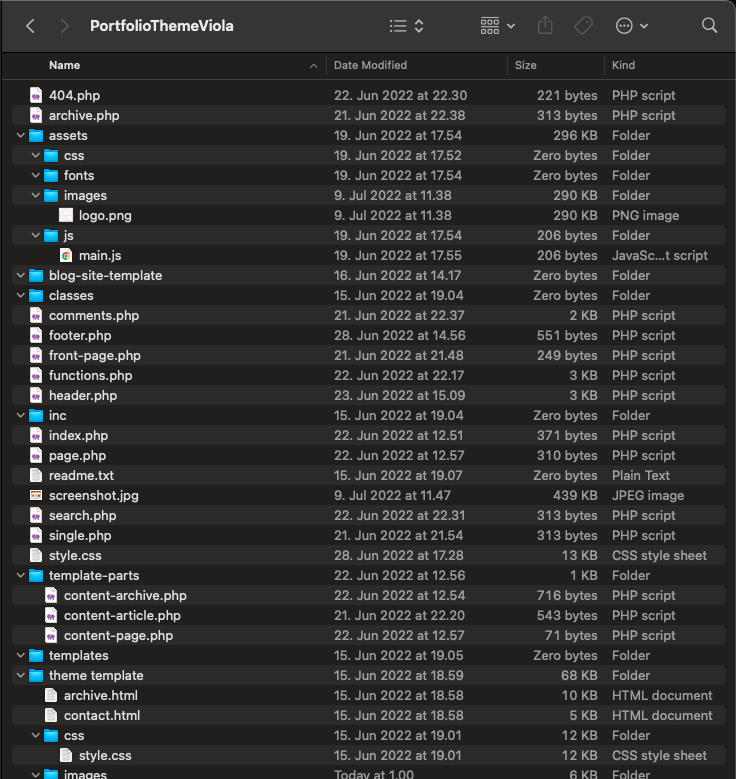 PortfolioThemeViola
Name Date Modified Size Kind
404.php 22. Jun 2022 at 22.30 221 bytes PHP script
archive.php 21. Jun 2022 at 22.38 313 bytes PHP script
assets 19. Jun 2022 at 17.54 296 KB Folder
css 19. Jun 2022 at 17.52 Zero bytes Folder
fonts 19. Jun 2022 at 17.54 Zero bytes Folder
images 9. Jul 2022 at 11.38 290 KB Folder
logo.png 9. Jul 2022 at 11.38 290 KB PNG image
js 19. Jun 2022 at 17.54 206 bytes Folder
main.js 19. Jun 2022 at 17.55 206 bytes JavaSc...t script
blog-site-template 16. Jun 2022 at 14.17 Zero bytes Folder
classes 15. Jun 2022 at 19.04 Zero bytes Folder
comments.php 21. Jun 2022 at 22.37 2 KB PHP script
footer.php 28. Jun 2022 at 14.56 551 bytes PHP script
front-page.php 21. Jun 2022 at 21.48 249 bytes PHP script
functions.php 22. Jun 2022 at 22.17 3 KB PHP script
header.php 23. Jun 2022 at 15.09 3 KB PHP script
inc 15. Jun 2022 at 19.04 Zero bytes Folder
index.php 22. Jun 2022 at 12.51 371 bytes PHP script
page.php 22. Jun 2022 at 12.57 310 bytes PHP script
readme.txt 15. Jun 2022 at 19.07 Zero bytes Plain Text
screenshot.jpg 9. Jul 2022 at 11.47 439 KB JPEG image
search.php 22. Jun 2022 at 22.31 313 bytes PHP script
single.php 21. Jun 2022 at 21.54 313 bytes PHP script
style.css 28. Jun 2022 at 17.28 13 KB CSS style sheet
template-parts 22. Jun 2022 at 12.56 1 KB Folder
content-archive.php 22. Jun 2022 at 12.54 716 bytes PHP script
content-article.php 21. Jun 2022 at 22.20 543 bytes PHP script
content-page.php 22. Jun 2022 at 12.57 71 bytes PHP script
templates 15. Jun 2022 at 19.05 Zero bytes Folder
theme template 15. Jun 2022 at 18.59 68 KB Folder
archive.html 15. Jun 2022 at 18.58 10 KB HTML document
contact.html 15. Jun 2022 at 18.58 5 KB HTML document
css 15. Jun 2022 at 19.01 12 KB Folder
style.css 15. Jun 2022 at 19.01 12 KB CSS style sheet
images Today at 1.00 6 KB Folder